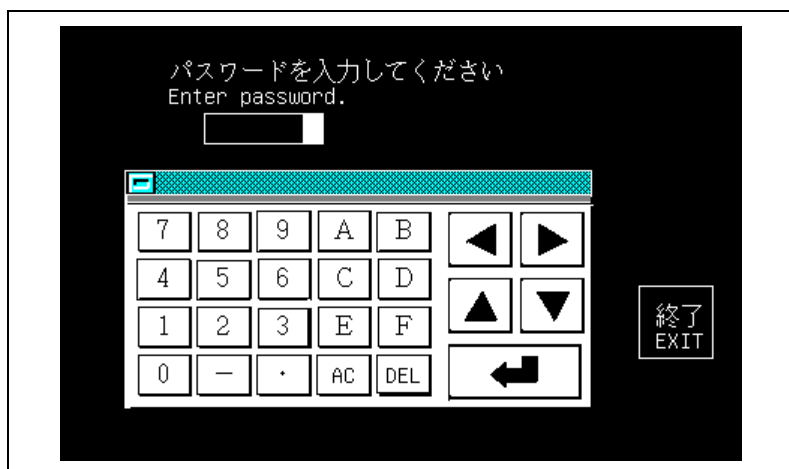 パスワードを入力してください
Enter password.
7 8 9 A B
4 5 6 C D
1 2 3 E F
0 － ・ AC DEL
終了
EXIT